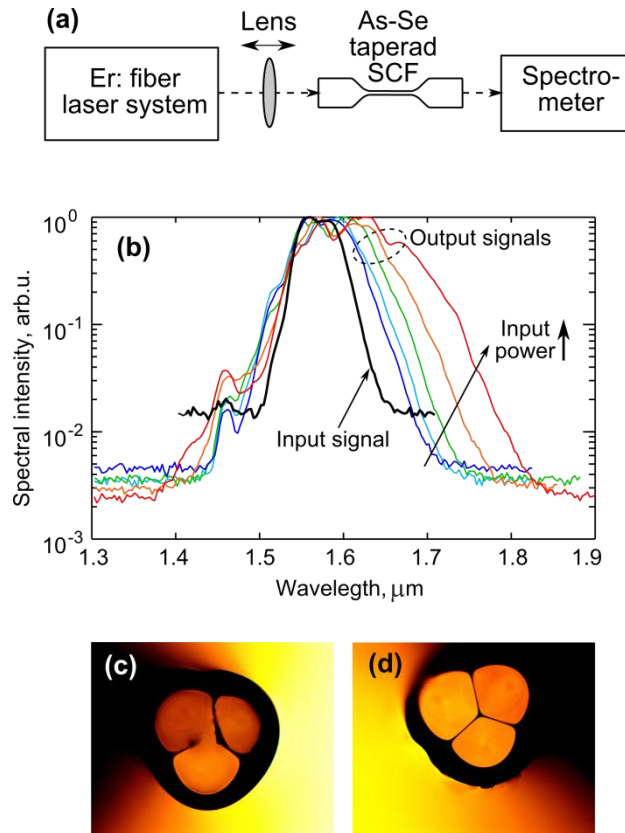 (a)
Lens
As-Se
taperad
SCF
Er: fiber
laser system
Spectro-
meter
(b)
Output signals
Input
power
Input signal
Spectral intensity, arb.u.
10⁰
10⁻¹
10⁻²
10⁻³
1.3 1.4 1.5 1.6 1.7 1.8 1.9
Wavelegth, μm
(c)
(d)